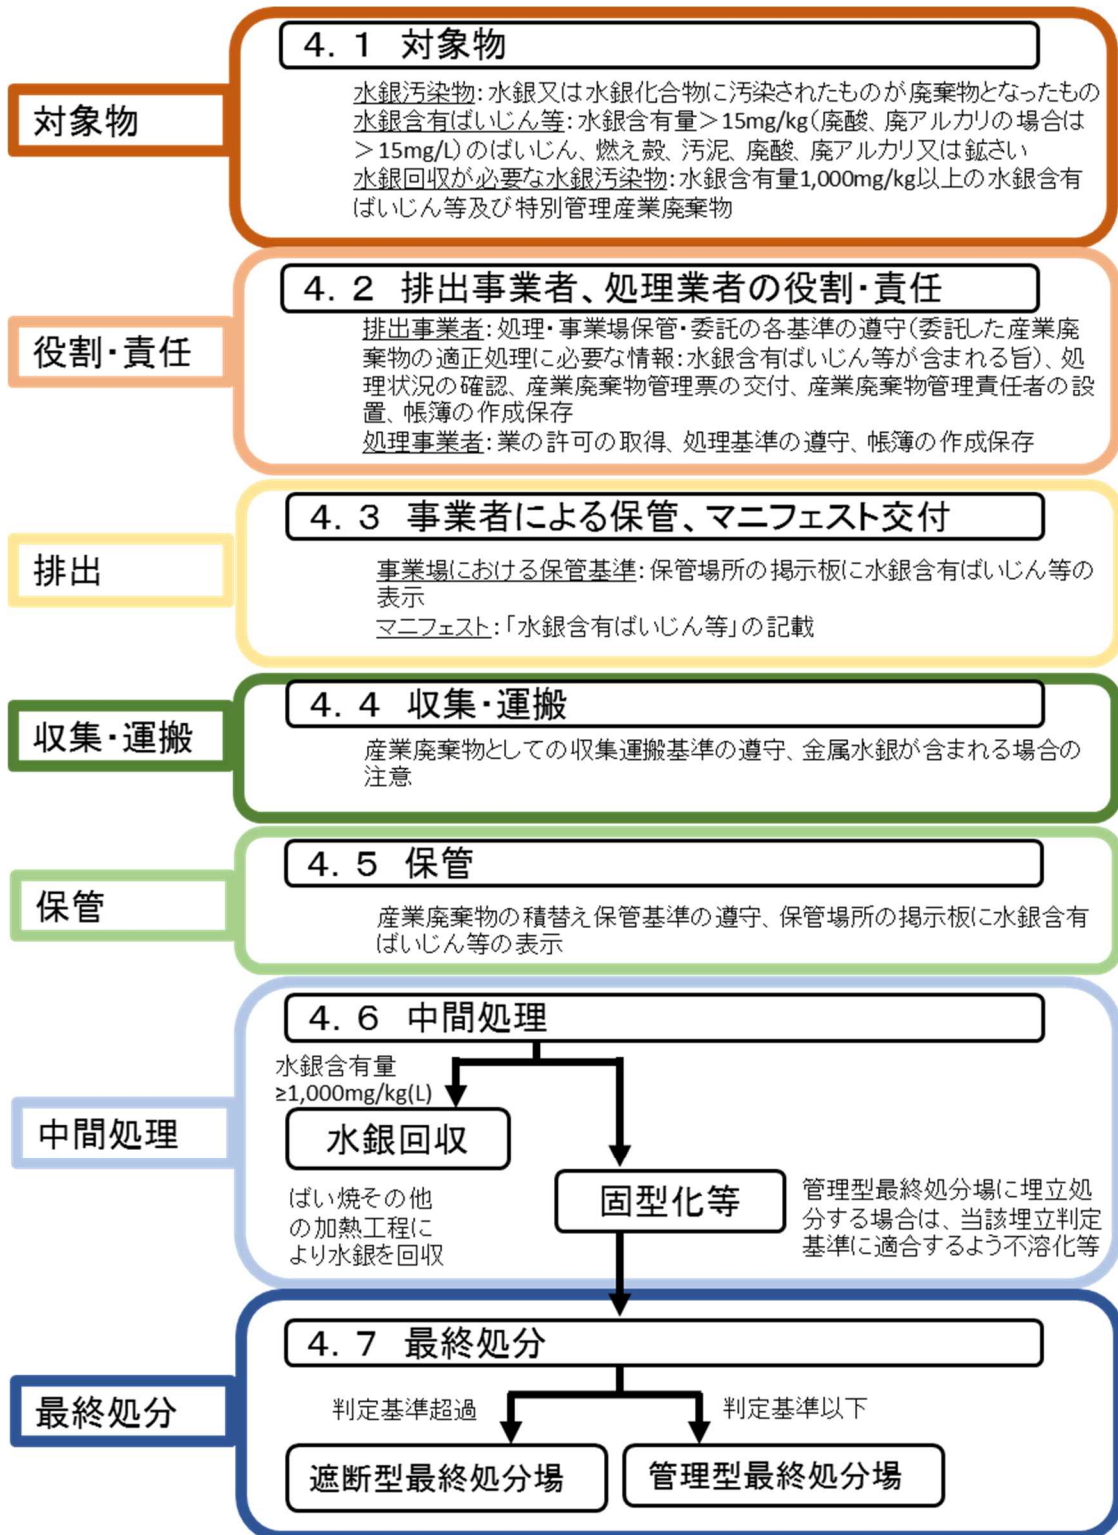 対象物
4. 1 対象物
水銀汚染物:水銀又は水銀化合物に汚染されたものが廃棄物となったもの
水銀含有ばいじん等:水銀含有量>15mg/kg(廃酸、廃アルカリの場合は
>15mg/L)のばいじん、燃え殻、汚泥、廃酸、廃アルカリ又は鉱さい
水銀回収が必要な水銀汚染物:水銀含有量1,000mg/kg以上の水銀含有
ばいじん等及び特別管理産業廃棄物
役割・責任
4. 2 排出事業者、処理業者の役割・責任
排出事業者:処理・事業場保管・委託の各基準の遵守(委託した産業廃
棄物の適正処理に必要な情報:水銀含有ばいじん等が含まれる旨)、処
理状況の確認、産業廃棄物管理票の交付、産業廃棄物管理責任者の設
置、帳簿の作成保存
処理事業者:業の許可の取得、処理基準の遵守、帳簿の作成保存
排出
4. 3 事業者による保管、マニフェスト交付
事業場における保管基準:保管場所の掲示板に水銀含有ばいじん等の
表示
マニフェスト:「水銀含有ばいじん等」の記載
収集・運搬
4. 4 収集・運搬
産業廃棄物としての収集運搬基準の遵守、金属水銀が含まれる場合の
注意
保管
4. 5 保管
産業廃棄物の積替え保管基準の遵守、保管場所の掲示板に水銀含有
ばいじん等の表示
中間処理
4. 6 中間処理
水銀含有量
≥1,000mg/kg(L)
水銀回収
ばい焼その他
の加熱工程に
より水銀を回収
固型化等
管理型最終処分場に埋立処
分する場合は、当該埋立判定
基準に適合するよう不溶化等
最終処分
4. 7 最終処分
判定基準超過
判定基準以下
遮断型最終処分場
管理型最終処分場